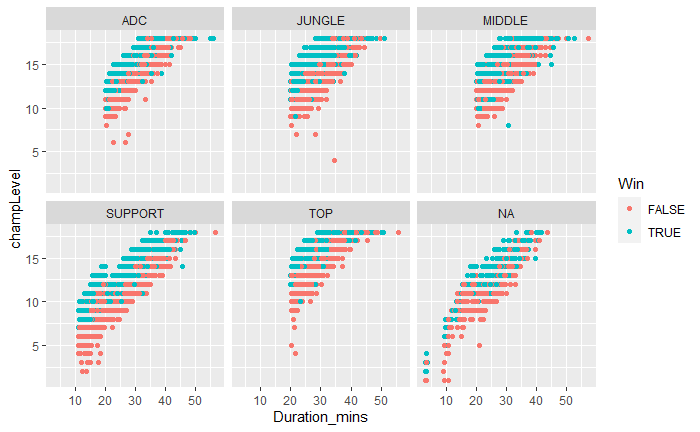 ADC JUNGLE MIDDLE
15
10
5
champLevel
SUPPORT TOP NA
15
10
5
10 20 30 40 50 10 20 30 40 50 10 20 30 40 50
Duration_mins
Win
FALSE
TRUE